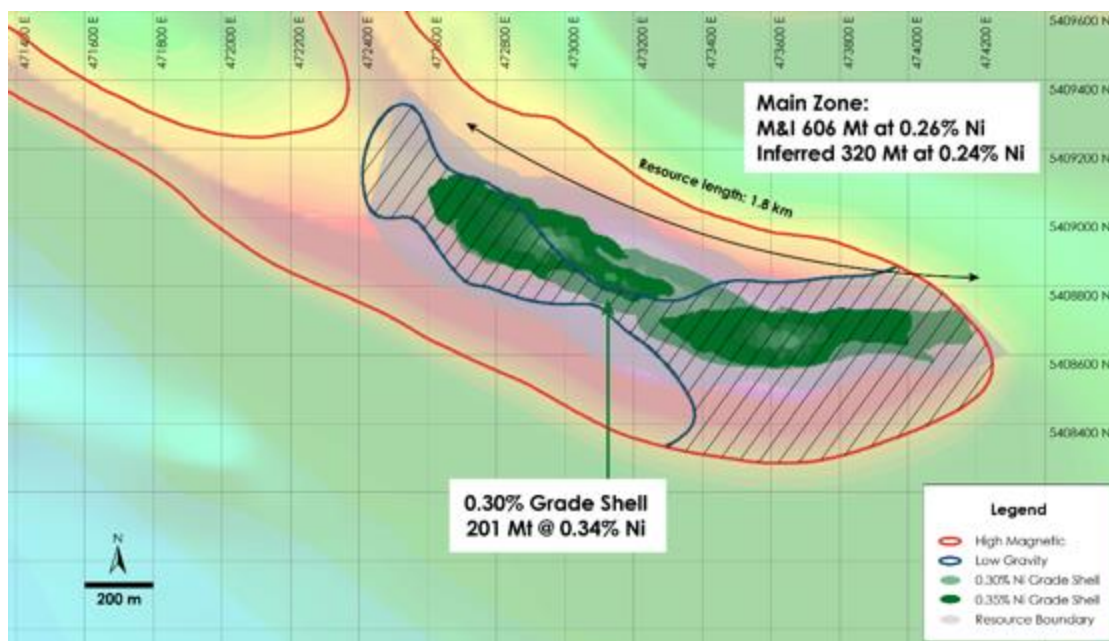 471400 E
471600 E
471800 E
472000 E
472200 E
472400 E
472600 E
472800 E
473000 E
473200 E
473400 E
473600 E
473800 E
474000 E
474200 E
5409600 N
5409400 N
5409200 N
5409000 N
5408800 N
5408600 N
5408400 N
Main Zone:
M&I 606 Mt at 0.26% Ni
Inferred 320 Mt at 0.24% Ni
Resource length: 1.8 km
0.30% Grade Shell
201 Mt @ 0.34% Ni
N
200 m
Legend
High Magnetic
Low Gravity
0.30% Ni Grade Shell
0.35% Ni Grade Shell
Resource Boundary